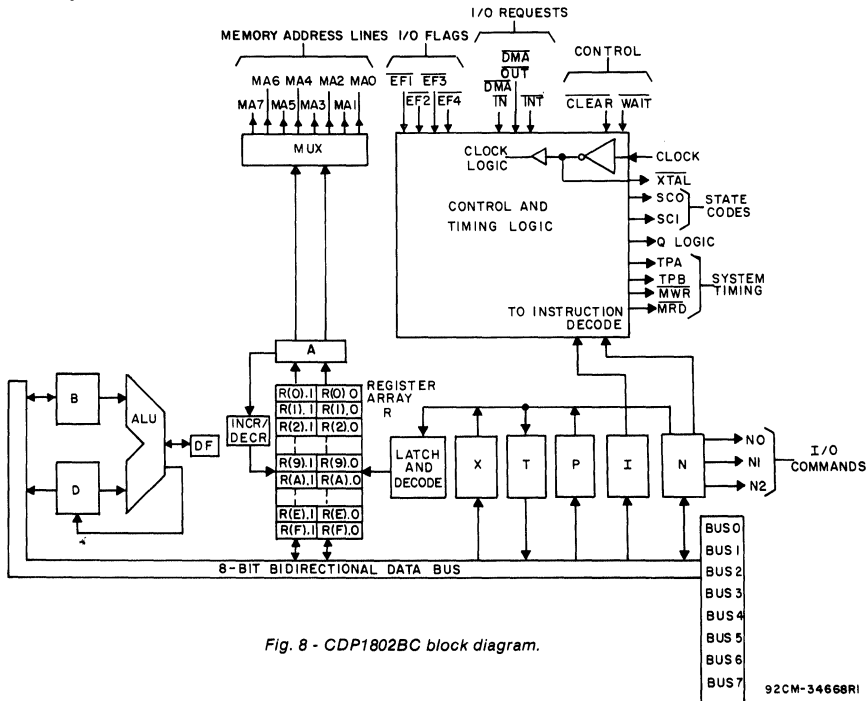 I/O REQUESTS
MEMORY ADDRESS LINES I/O FLAGS
CONTROL
DMA
OUT
MA6 MA4 MA2 MA0
EF1 EF3
DMA
IN
MA7 MA5 MA3 MA1
EF2 EF4
INT
CLEAR WAIT
MUX
CLOCK
LOGIC
CLOCK
XTAL
CONTROL AND
TIMING LOGIC
SC0
SC1
STATE
CODES
Q LOGIC
TPA
TPB
MWR
MRD
SYSTEM
TIMING
TO INSTRUCTION
DECODE
A
R(0).1 R(0).0
R(1).1 R(1).0
R(2).1 R(2).0
R(9).1 R(9).0
R(A).1 R(A).0
R(E).1 R(E).0
R(F).1 R(F).0
REGISTER
ARRAY
R
INCR/
DECR
B
ALU
DF
D
LATCH
AND
DECODE
X T P I N
N0
N1
N2
I/O
COMMANDS
8-BIT BIDIRECTIONAL DATA BUS
BUS 0
BUS 1
BUS 2
BUS 3
BUS 4
BUS 5
BUS 6
BUS 7
Fig. 8 - CDP1802BC block diagram.
92CM-34668R1